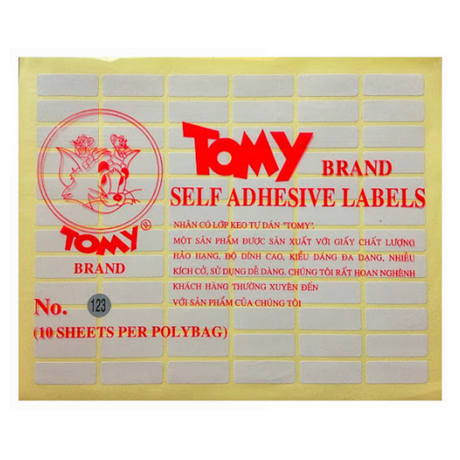 TOMY BRAND
SELF ADHESIVE LABELS
NHÃN CÓ LỚP KEO TỰ DÁN "TOMY".
MỘT SẢN PHẨM ĐƯỢC SẢN XUẤT VỚI GIẤY CHẤT LƯỢNG
HẢO HẠNG, ĐỘ DÍNH CAO, KIỂU DÁNG ĐA DẠNG, NHIỀU
KÍCH CỠ, SỬ DỤNG DỄ DÀNG. CHÚNG TÔI RẤT HOAN NGHÊNH
KHÁCH HÀNG THƯỜNG XUYÊN ĐẾN
VỚI SẢN PHẨM CỦA CHÚNG TÔI
TOMY®
BRAND
No. 123
(10 SHEETS PER POLYBAG)